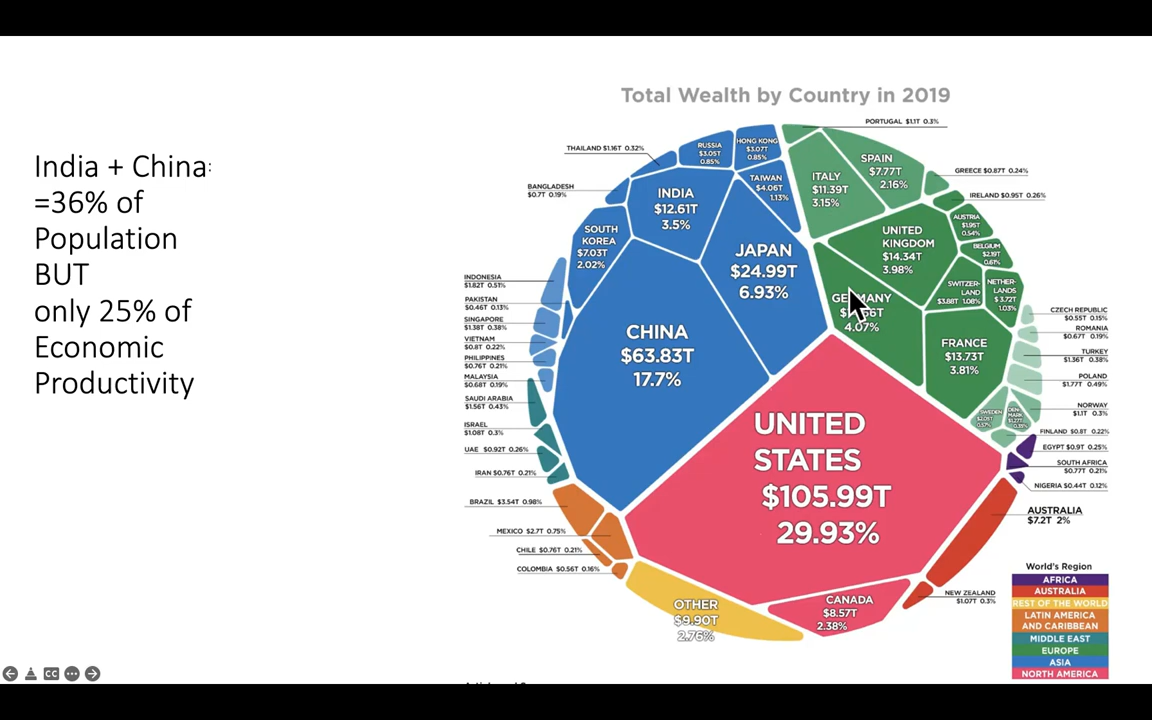 Total Wealth by Country in 2019
India + China:
=36% of
Population
BUT
only 25% of
Economic
Productivity
PORTUGAL $1.1T 0.3%
THAILAND $1.16T 0.32%
RUSSIA
$3.05T
0.85%
HONG KONG
$3.07T
0.85%
BANGLADESH
$0.7T 0.19%
INDIA
$12.61T
3.5%
TAIWAN
$4.06T
1.13%
ITALY
$11.39T
3.15%
SPAIN
$7.77T
2.16%
GREECE $0.87T 0.24%
IRELAND $0.95T 0.26%
SOUTH
KOREA
$7.03T
2.02%
JAPAN
$24.99T
6.93%
UNITED
KINGDOM
$14.34T
3.98%
AUSTRIA
$1.95T
0.54%
BELGIUM
0.61%
INDONESIA
$1.82T 0.51%
PAKISTAN
$0.46T 0.13%
SINGAPORE
$1.38T 0.38%
VIETNAM
$0.8T 0.22%
PHILIPPINES
$0.76T 0.21%
MALAYSIA
$0.68T 0.19%
SAUDI ARABIA
$1.56T 0.43%
ISRAEL
$1.08T 0.3%
UAE $0.92T 0.26%
IRAN $0.76T 0.21%
CHINA
$63.83T
17.7%
GERMANY
4.07%
SWITZER-
LAND
$3.88T 1.08%
NETHER-
LANDS
$3.72T
1.03%
FRANCE
$13.73T
3.81%
CZECH REPUBLIC
$0.55T 0.15%
ROMANIA
$0.67T 0.19%
TURKEY
$1.36T 0.38%
POLAND
$1.77T 0.49%
NORWAY
$1.1T 0.3%
SWEDEN
DEN-
MARK
FINLAND $0.8T 0.22%
EGYPT $0.9T 0.25%
SOUTH AFRICA
$0.77T 0.21%
NIGERIA $0.44T 0.12%
UNITED
STATES
$105.99T
29.93%
AUSTRALIA
$7.2T 2%
BRAZIL $3.54T 0.98%
MEXICO $2.7T 0.75%
CHILE $0.76T 0.21%
COLOMBIA $0.56T 0.16%
OTHER
$9.90T
2.76%
CANADA
$8.57T
2.38%
NEW ZEALAND
$1.07T 0.3%
World's Region
AFRICA
AUSTRALIA
REST OF THE WORLD
LATIN AMERICA
AND CARIBBEAN
MIDDLE EAST
EUROPE
ASIA
NORTH AMERICA
CC